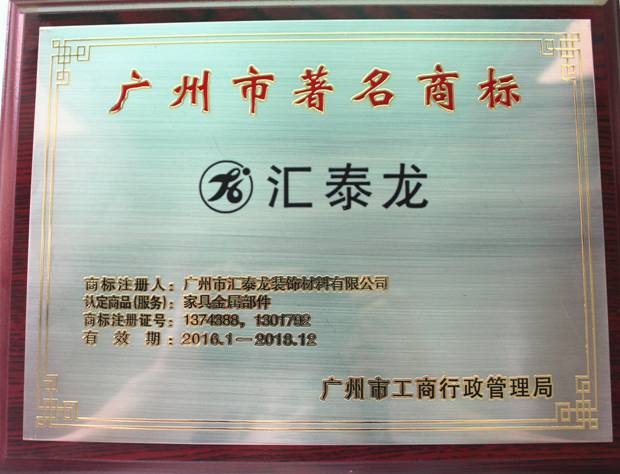 广州市著名商标
汇泰龙
商标注册人：广州市汇泰龙装饰材料有限公司
认定商品(服务)：家具金属部件
商标注册证号：1374388，1301792
有效期：2016.1—2018.12
广州市工商行政管理局